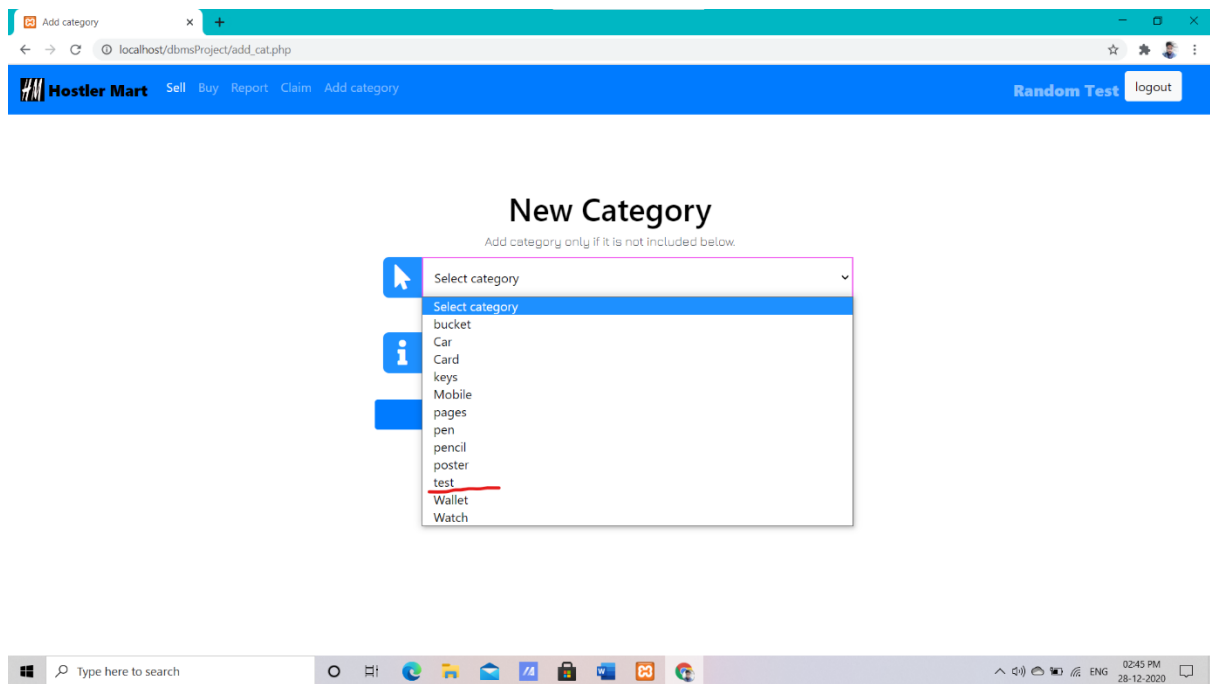 Add category
localhost/dbmsProject/add_cat.php
Hostler Mart Sell Buy Report Claim Add category Random Test logout
New Category
Add category only if it is not included below.
Select category
Select category
bucket
Car
Card
keys
Mobile
pages
pen
pencil
poster
test
Wallet
Watch
Type here to search
ENG
02:45 PM
28-12-2020